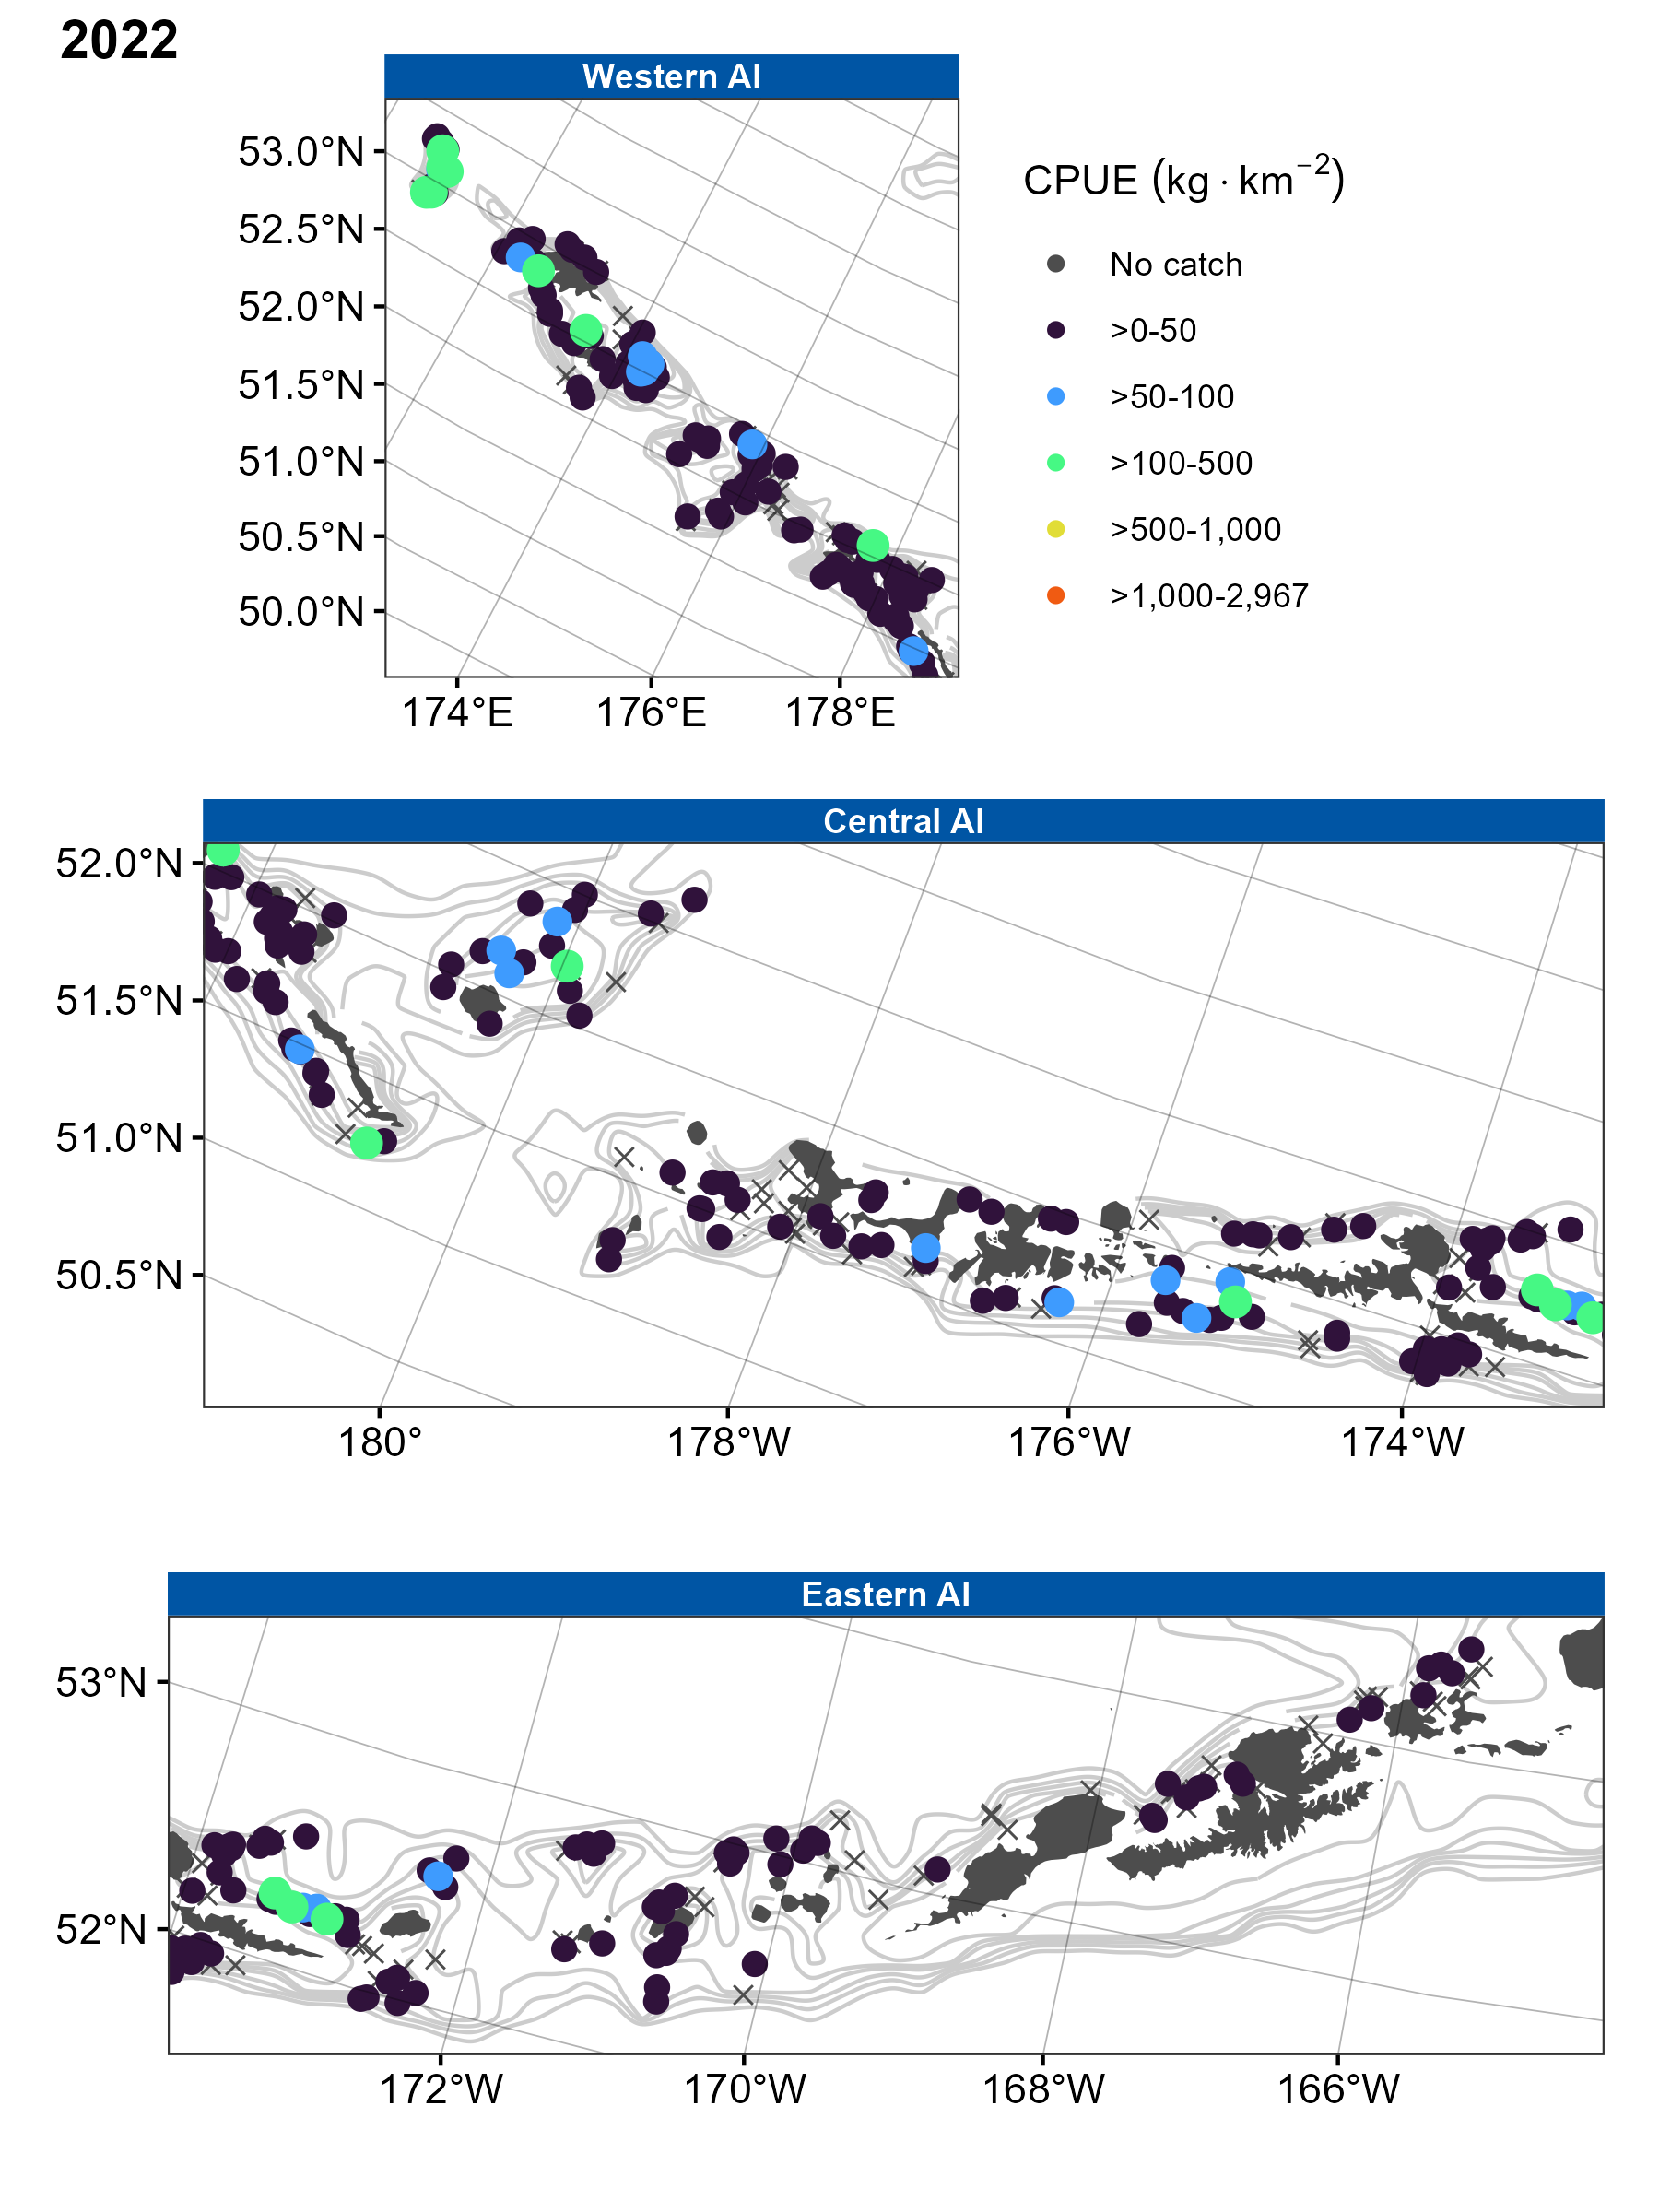 2022
Western AI
53.0°N
52.5°N
52.0°N
51.5°N
51.0°N
50.5°N
50.0°N
174°E 176°E 178°E
CPUE (kg · km⁻²)
No catch
>0-50
>50-100
>100-500
>500-1,000
>1,000-2,967
Central AI
52.0°N
51.5°N
51.0°N
50.5°N
180° 178°W 176°W 174°W
Eastern AI
53°N
52°N
172°W 170°W 168°W 166°W